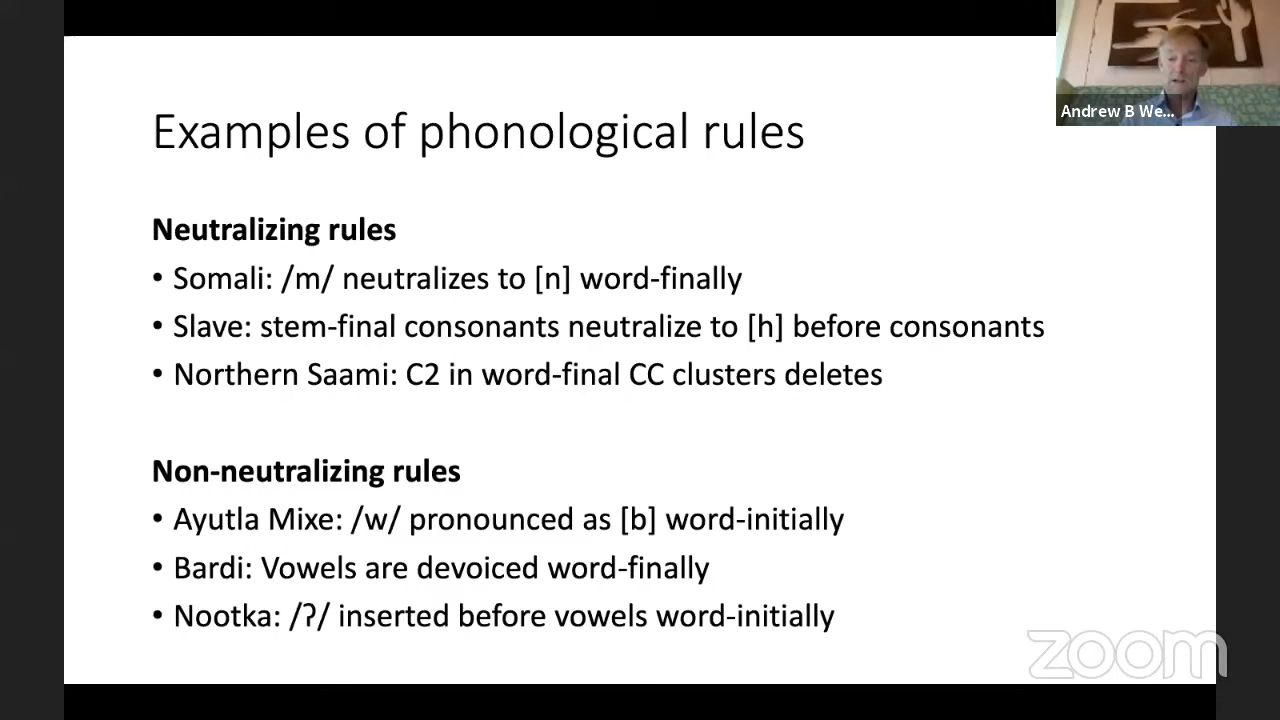 Andrew B We...
Examples of phonological rules
Neutralizing rules
• Somali: /m/ neutralizes to [n] word-finally
• Slave: stem-final consonants neutralize to [h] before consonants
• Northern Saami: C2 in word-final CC clusters deletes
Non-neutralizing rules
• Ayutla Mixe: /w/ pronounced as [b] word-initially
• Bardi: Vowels are devoiced word-finally
• Nootka: /ʔ/ inserted before vowels word-initially
zoom